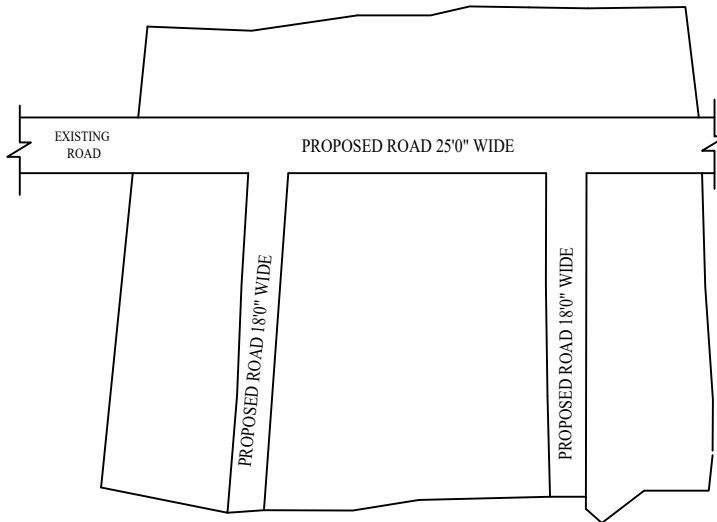 EXISTING
ROAD
PROPOSED ROAD 25'0" WIDE
PROPOSED ROAD 18'0" WIDE
PROPOSED ROAD 18'0" WIDE